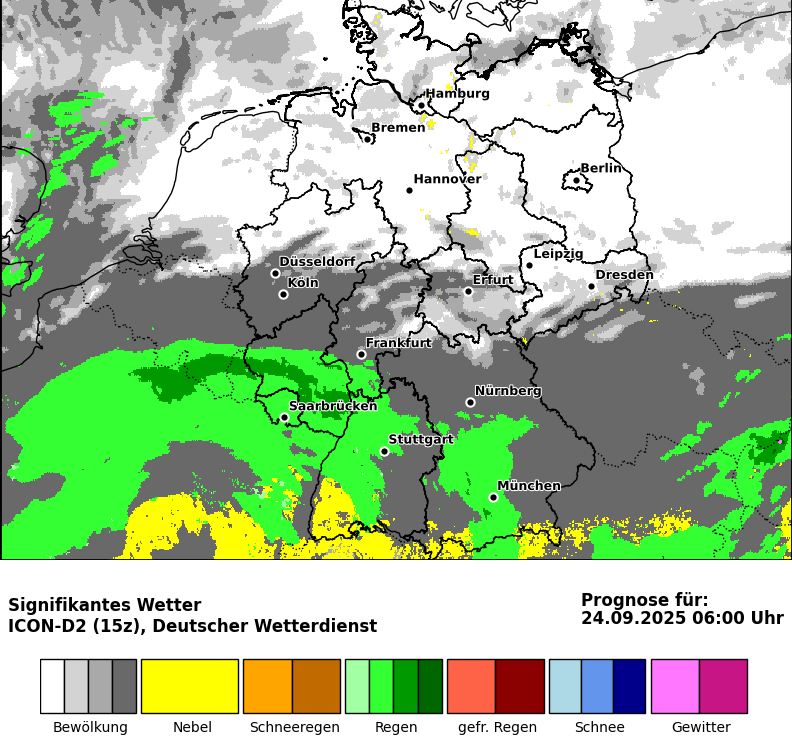 Hamburg
Bremen
Berlin
Hannover
Leipzig
Düsseldorf
Dresden
Köln
Erfurt
Frankfurt
Nürnberg
Saarbrücken
Stuttgart
München
Signifikantes Wetter
ICON-D2 (15z), Deutscher Wetterdienst
Prognose für:
24.09.2025 06:00 Uhr
Bewölkung Nebel Schneeregen Regen gefr. Regen Schnee Gewitter